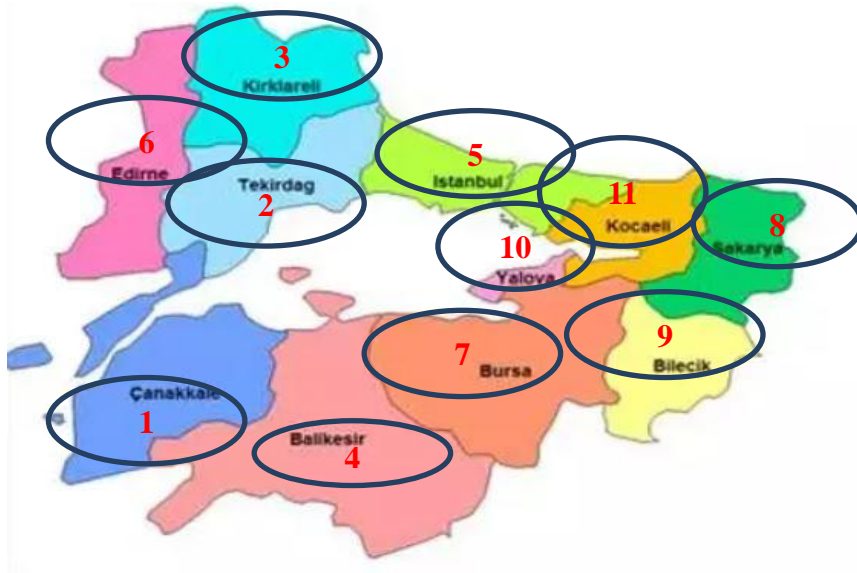 3
Kirklareli
6
Edirne
5
Istanbul
Tekirdag
2
11
Kocaeli
8
Sakarya
10
Yalova
9
Bilecik
7
Bursa
Çanakkale
1
Balikesir
4